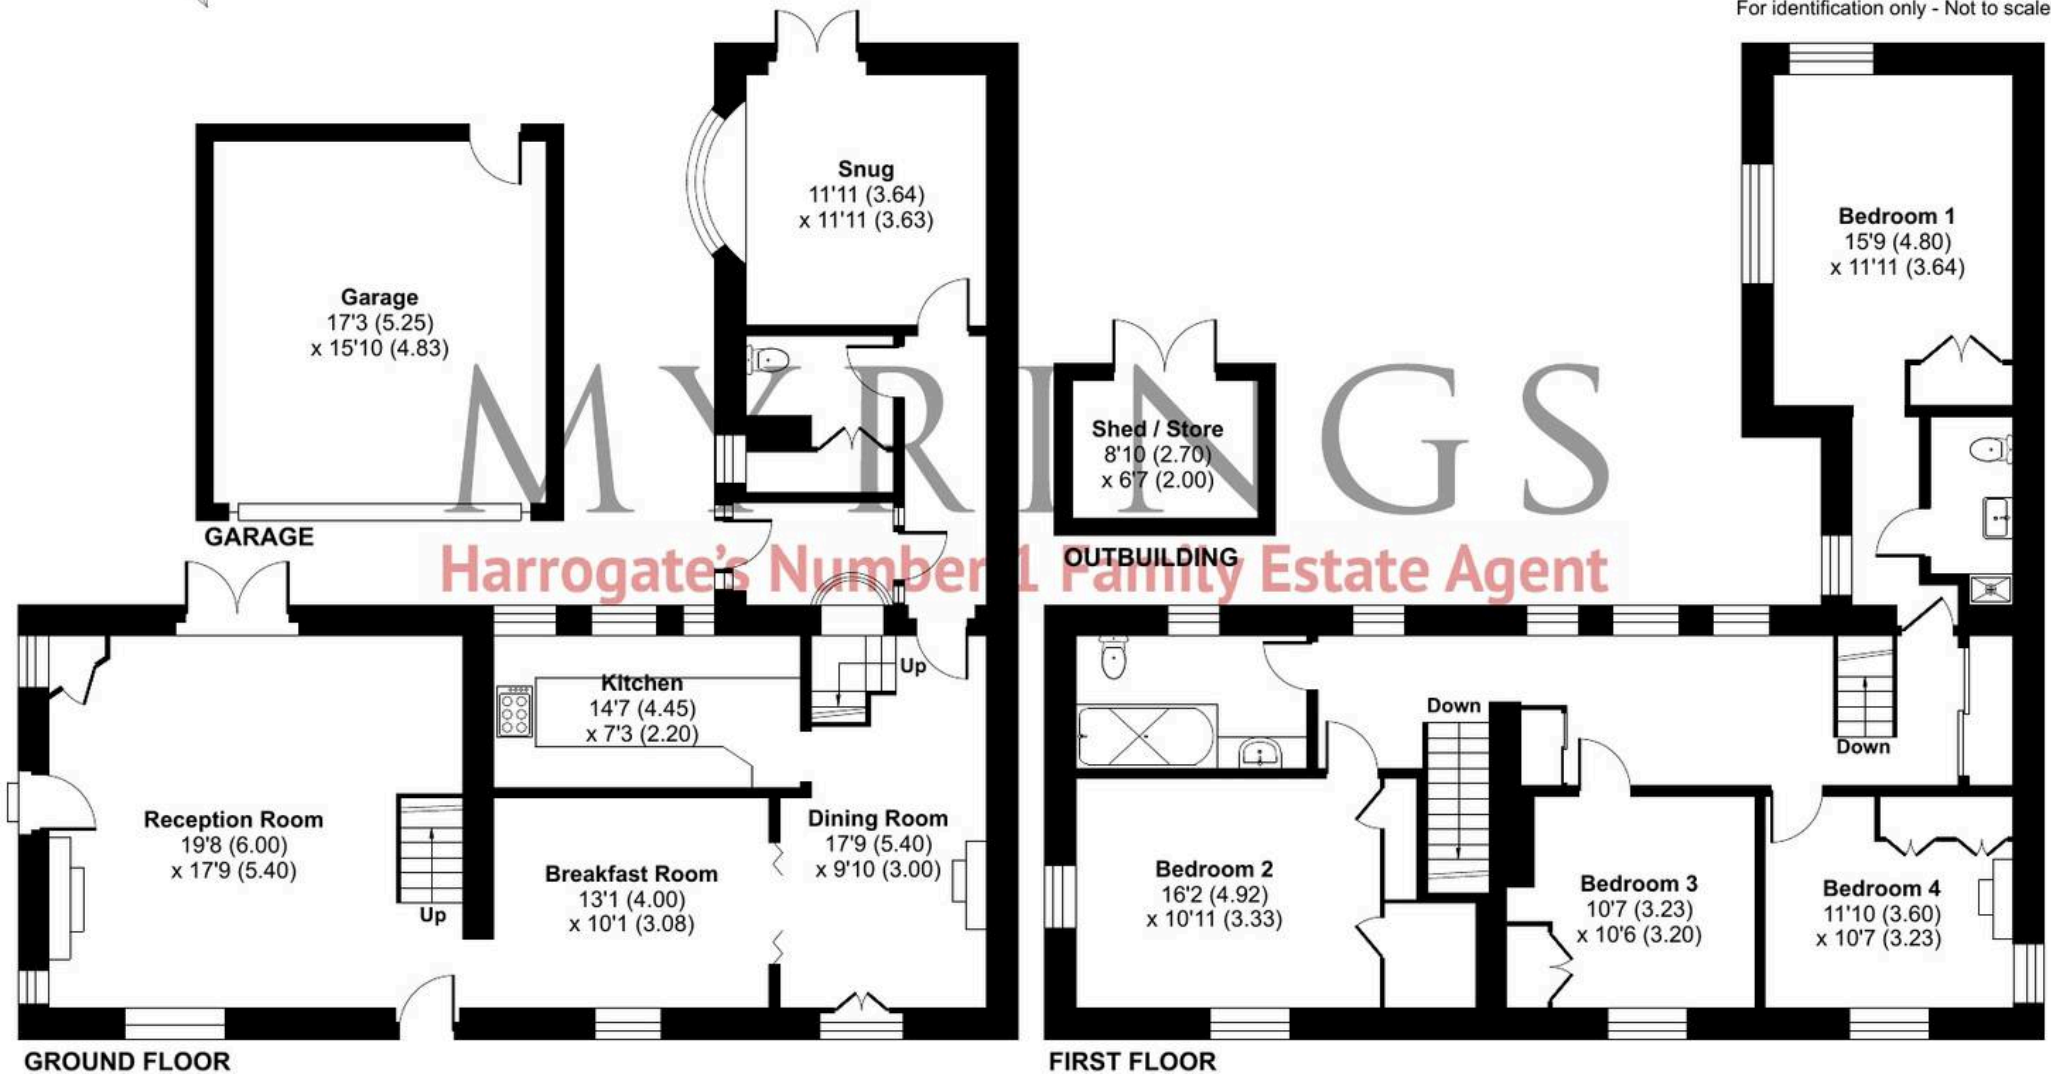 For identification only - Not to scale
Snug
11'11 (3.64)
x 11'11 (3.63)
Garage
17'3 (5.25)
x 15'10 (4.83)
GARAGE
Bedroom 1
15'9 (4.80)
x 11'11 (3.64)
Shed / Store
8'10 (2.70)
x 6'7 (2.00)
OUTBUILDING
MYRINGS
Harrogate's Number 1 Family Estate Agent
Up
Kitchen
14'7 (4.45)
x 7'3 (2.20)
Reception Room
19'8 (6.00)
x 17'9 (5.40)
Up
Breakfast Room
13'1 (4.00)
x 10'1 (3.08)
Dining Room
17'9 (5.40)
x 9'10 (3.00)
GROUND FLOOR
Down
Down
Bedroom 2
16'2 (4.92)
x 10'11 (3.33)
Bedroom 3
10'7 (3.23)
x 10'6 (3.20)
Bedroom 4
11'10 (3.60)
x 10'7 (3.23)
FIRST FLOOR